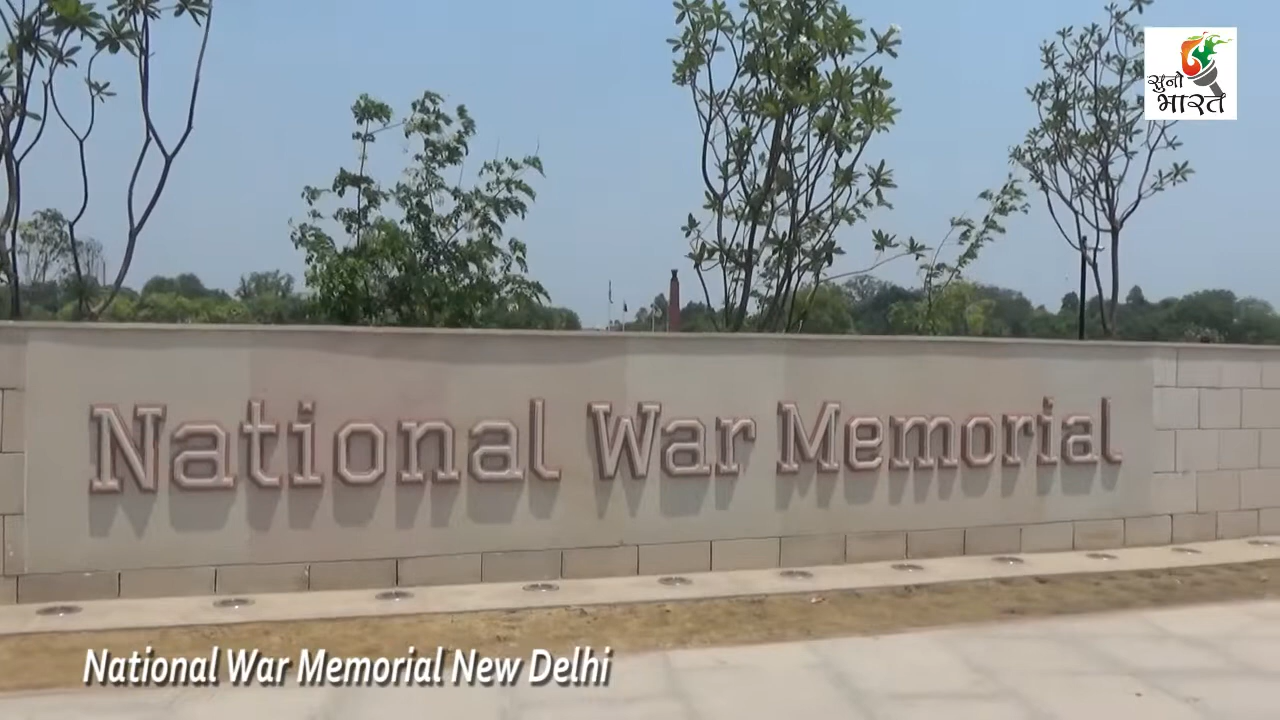 सुनो
भारत
National War Memorial
National War Memorial New Delhi